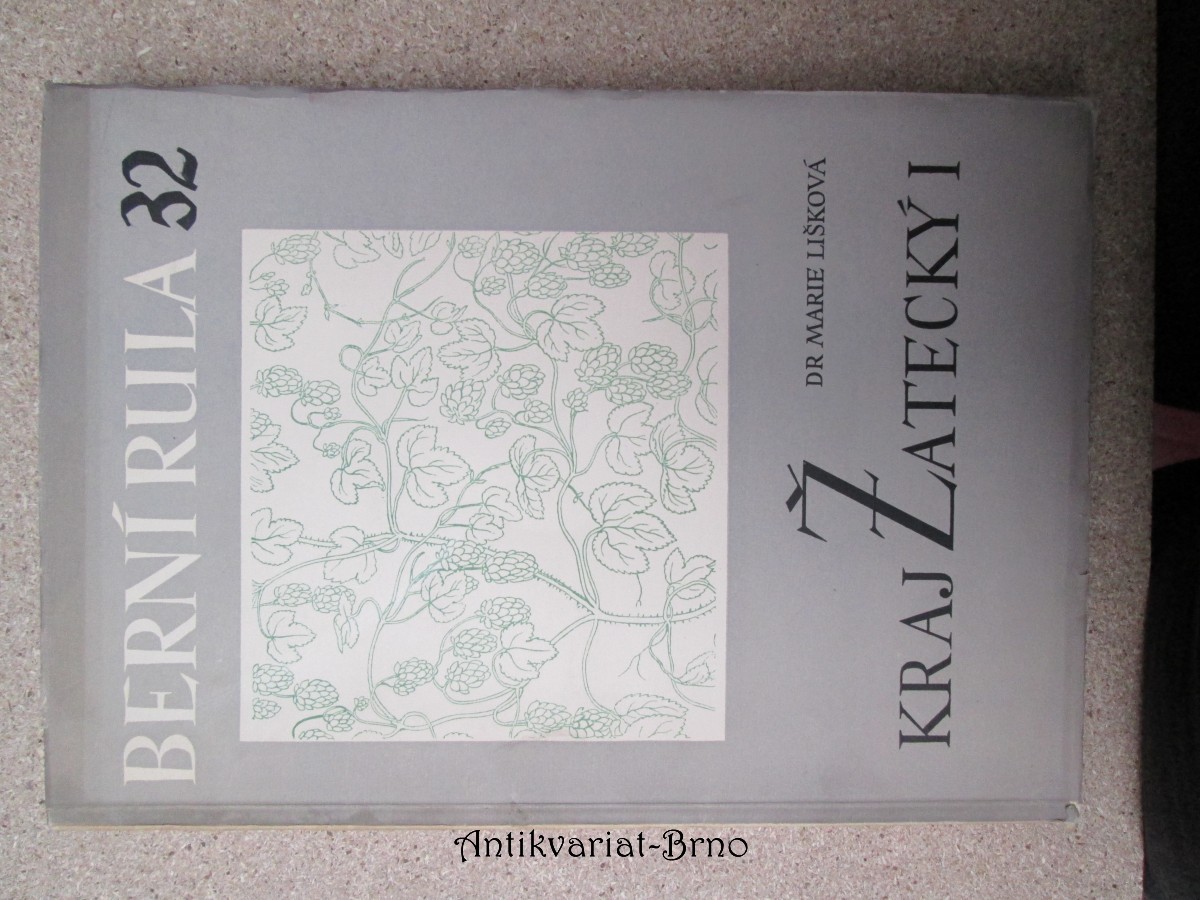 BERNÍ RULA 32
DR MARIE LIŠKOVÁ
KRAJ ŽATECKÝ I
Antikvariat-Brno